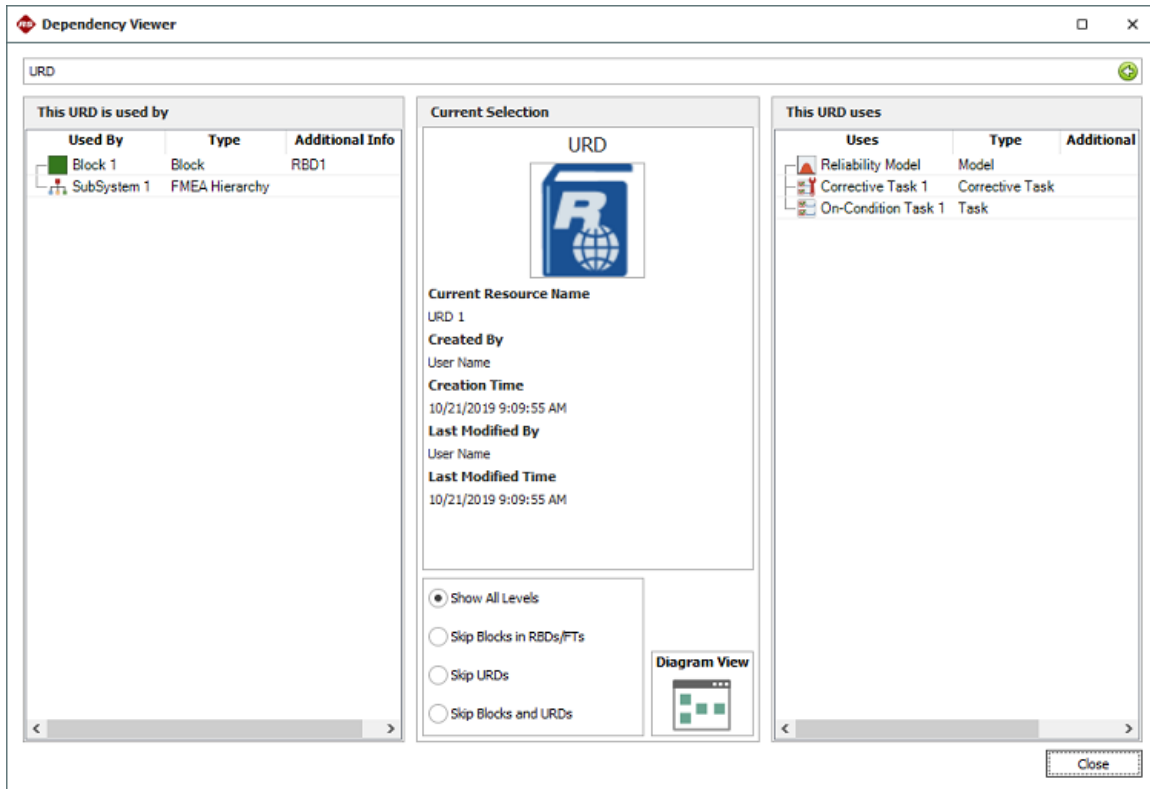 Dependency Viewer
URD
This URD is used by
Used By Type Additional Info
Block 1 Block RBD1
SubSystem 1 FMEA Hierarchy
Current Selection
URD
R
Current Resource Name
URD 1
Created By
User Name
Creation Time
10/21/2019 9:09:55 AM
Last Modified By
User Name
Last Modified Time
10/21/2019 9:09:55 AM
Show All Levels
Skip Blocks in RBDs/FTs
Skip URDs
Skip Blocks and URDs
Diagram View
This URD uses
Uses Type Additional
Reliability Model Model
Corrective Task 1 Corrective Task
On-Condition Task 1 Task
Close